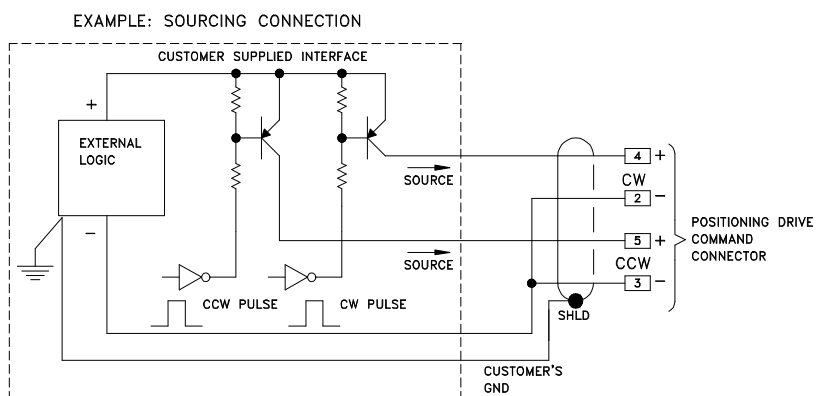 EXAMPLE: SOURCING CONNECTION
CUSTOMER SUPPLIED INTERFACE
+
EXTERNAL
LOGIC
−
4 +
SOURCE
CW
2 −
POSITIONING DRIVE
COMMAND
CONNECTOR
5 +
SOURCE
CCW
3 −
CCW PULSE
CW PULSE
SHLD
CUSTOMER'S
GND